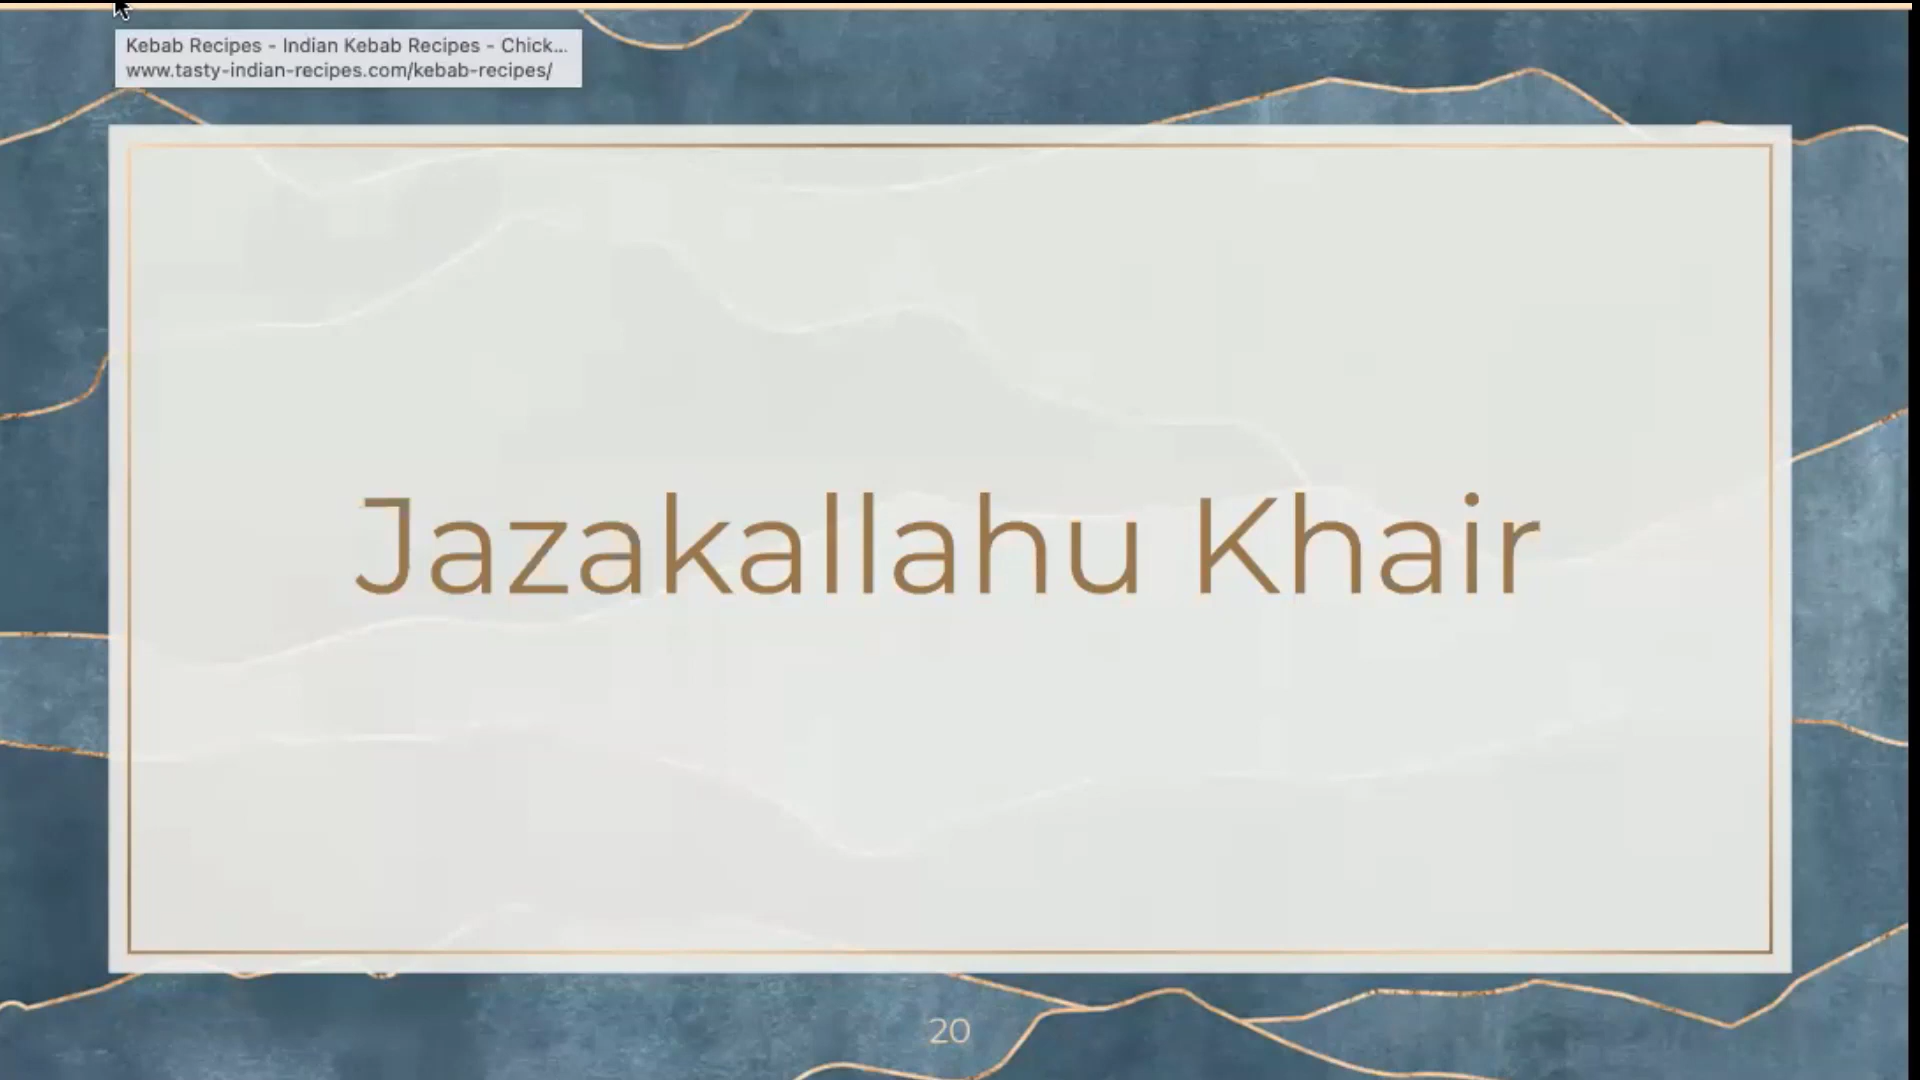 Kebab Recipes - Indian Kebab Recipes - Chick...
www.tasty-indian-recipes.com/kebab-recipes/
Jazakallahu Khair
20